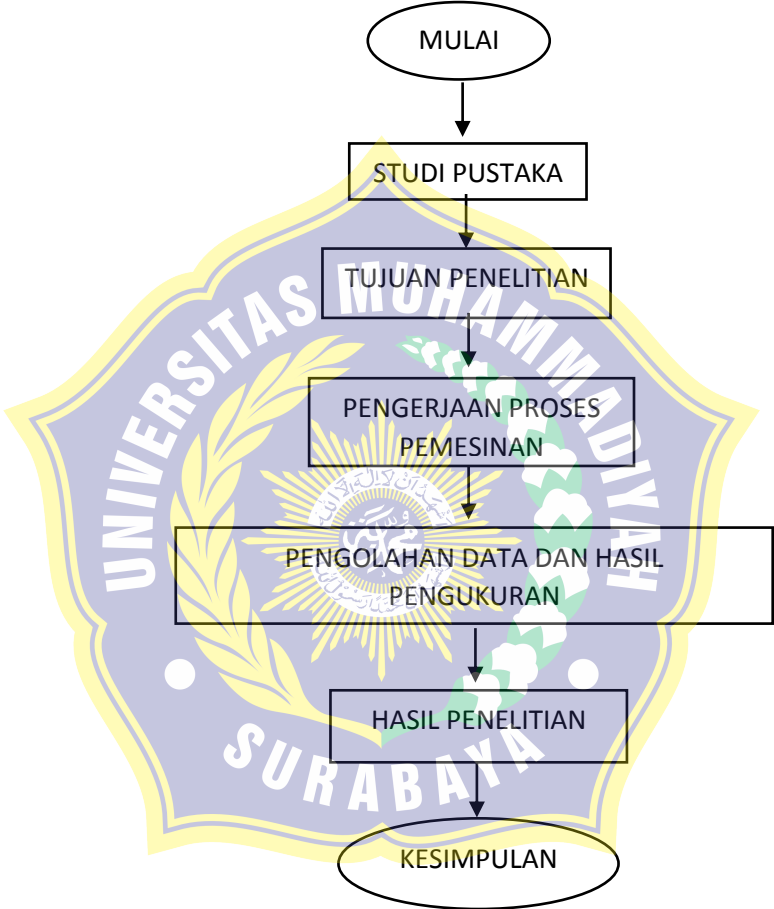 MULAI
STUDI PUSTAKA
TUJUAN PENELITIAN
UNIVERSITAS MUHAMMADIYAH
PENGERJAAN PROSES
PEMESINAN
PENGOLAHAN DATA DAN HASIL
PENGUKURAN
HASIL PENELITIAN
SURABAYA
KESIMPULAN